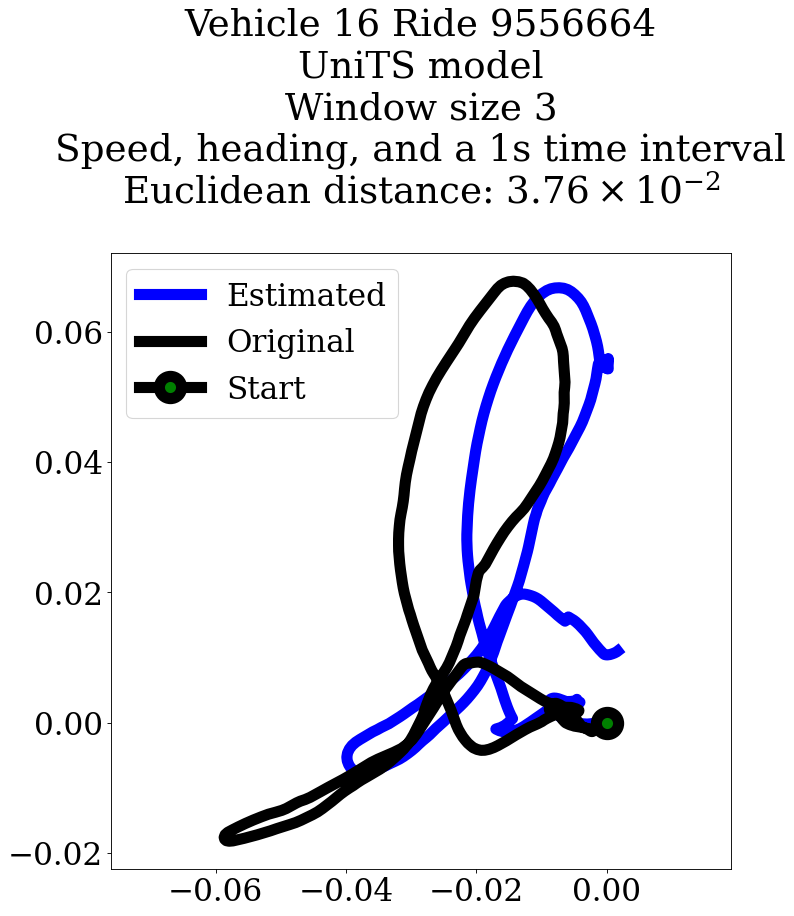 Vehicle 16 Ride 9556664
UniTS model
Window size 3
Speed, heading, and a 1s time interval
Euclidean distance: 3.76 × 10⁻²
Estimated
Original
Start
0.06
0.04
0.02
0.00
−0.02
−0.06
−0.04
−0.02
0.00